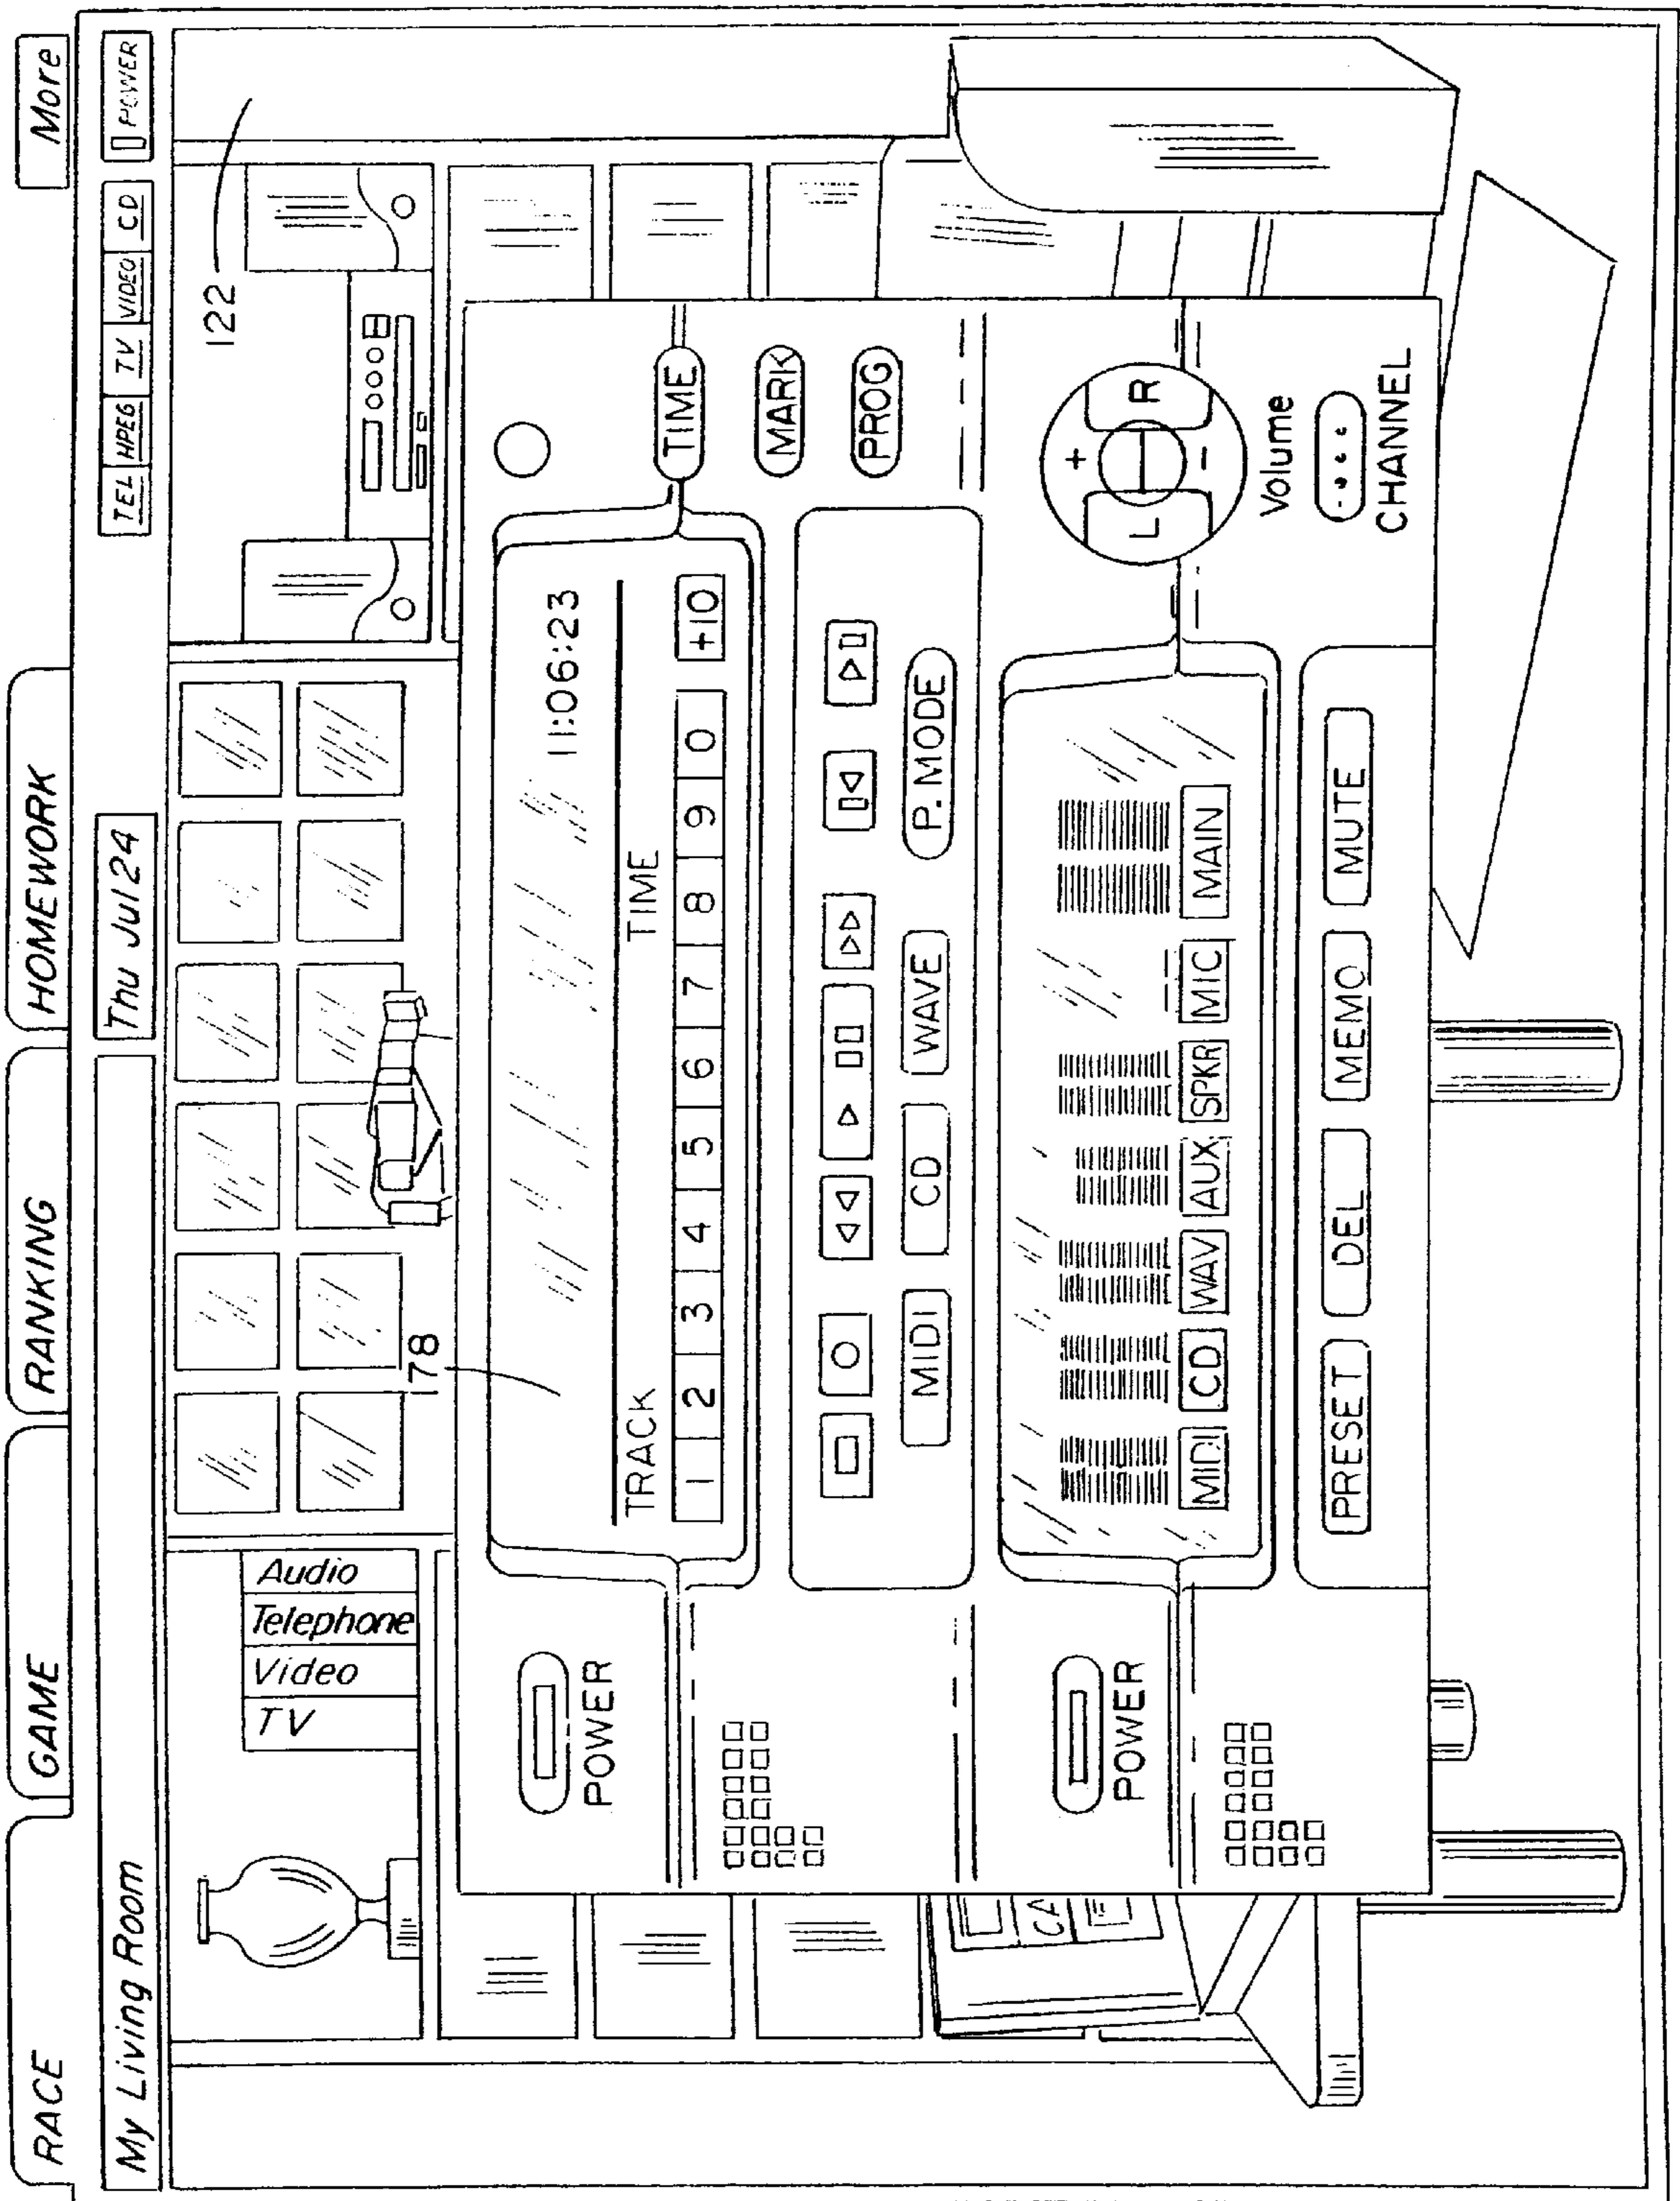 RACE GAME RANKING HOMEWORK More
My Living Room Thu Jul 24 TEL HPEG TV VIDEO CD POWER
122
Audio
Telephone
Video
TV
178
11:06:23
POWER
TRACK TIME
TIME
1 2 3 4 5 6 7 8 9 0 +10
MARK
PROG
MIDI CD WAVE P.MODE
CA
+
L R
-
POWER
MIDI CD WAV AUX SPKR MIC MAIN
Volume
PRESET DEL MEMO MUTE
CHANNEL